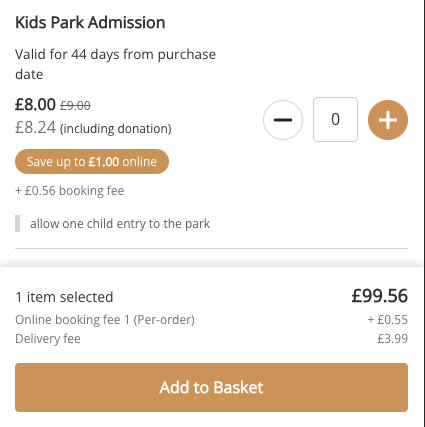 Kids Park Admission
Valid for 44 days from purchase
date
£8.00 £9.00
£8.24 (including donation)
0
Save up to £1.00 online
+ £0.56 booking fee
allow one child entry to the park
1 item selected £99.56
Online booking fee 1 (Per-order) + £0.55
Delivery fee £3.99
Add to Basket